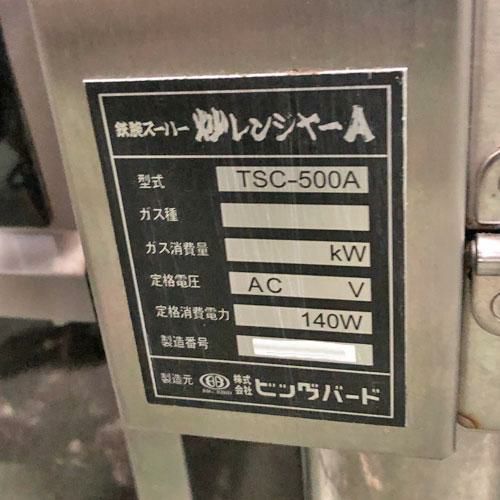 鉄腕スーパー 炒レンジャーA
型式 TSC-500A
ガス種
ガス消費量 kW
定格電圧 AC V
定格消費電力 140W
製造番号
製造元 株式会社 ビッグバード